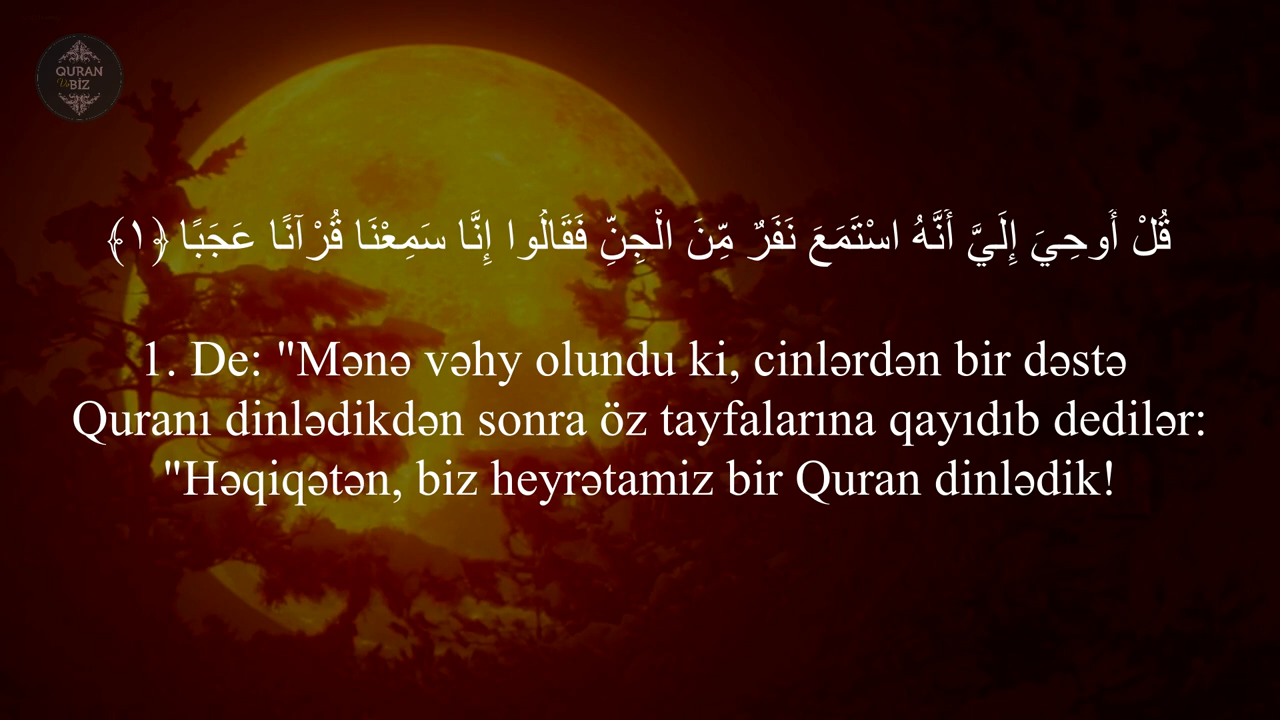 QURAN
Və BİZ
قُلْ أُوحِيَ إِلَيَّ أَنَّهُ اسْتَمَعَ نَفَرٌ مِّنَ الْجِنِّ فَقَالُوا إِنَّا سَمِعْنَا قُرْآنًا عَجَبًا ﴿١﴾
1. De: "Mənə vəhy olundu ki, cinlərdən bir dəstə
Quranı dinlədikdən sonra öz tayfalarına qayıdıb dedilər:
"Həqiqətən, biz heyrətamiz bir Quran dinlədik!